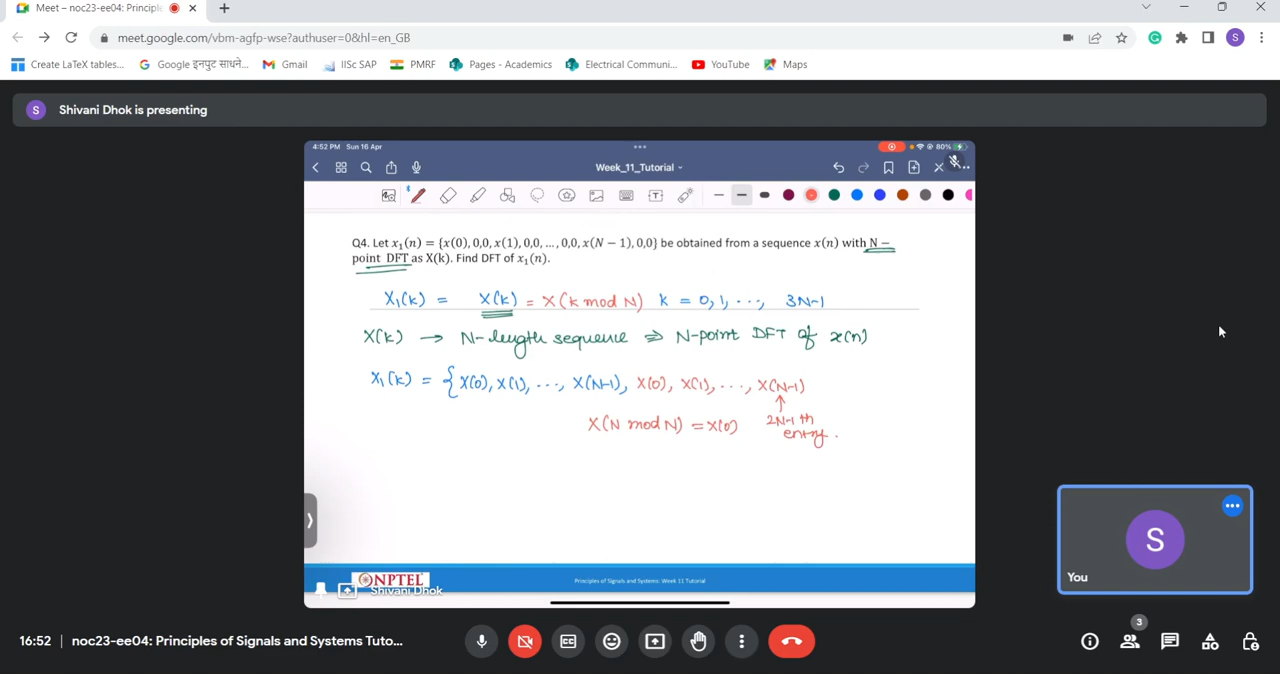 Meet – noc23-ee04: Principle
meet.google.com/vbm-agfp-wse?authuser=0&hl=en_GB
S
Create LaTeX tables...
Google इनपुट साधने...
Gmail
IISc SAP
PMRF
Pages - Academics
Electrical Communi...
YouTube
Maps
S
Shivani Dhok is presenting
4:52 PM Sun 16 Apr
80%
Week_11_Tutorial
Q4. Let x₁(n) = {x(0), 0,0, x(1), 0,0, … , 0,0, x(N − 1), 0,0} be obtained from a sequence x(n) with N −
point DFT as X(k). Find DFT of x₁(n).
X₁(k) = X(k) = X(k mod N) k = 0, 1, ..., 3N-1
X(k) → N-length sequence ⇒ N-point DFT of x(n)
X₁(k) = { X(0), X(1), ..., X(N-1), X(0), X(1), ..., X(N-1)
X(N mod N) = X(0)
↑
2N-1 th
entry.
NPTEL
Principles of Signals and Systems: Week 11 Tutorial
Shivani Dhok
S
You
16:52 | noc23-ee04: Principles of Signals and Systems Tuto...
3